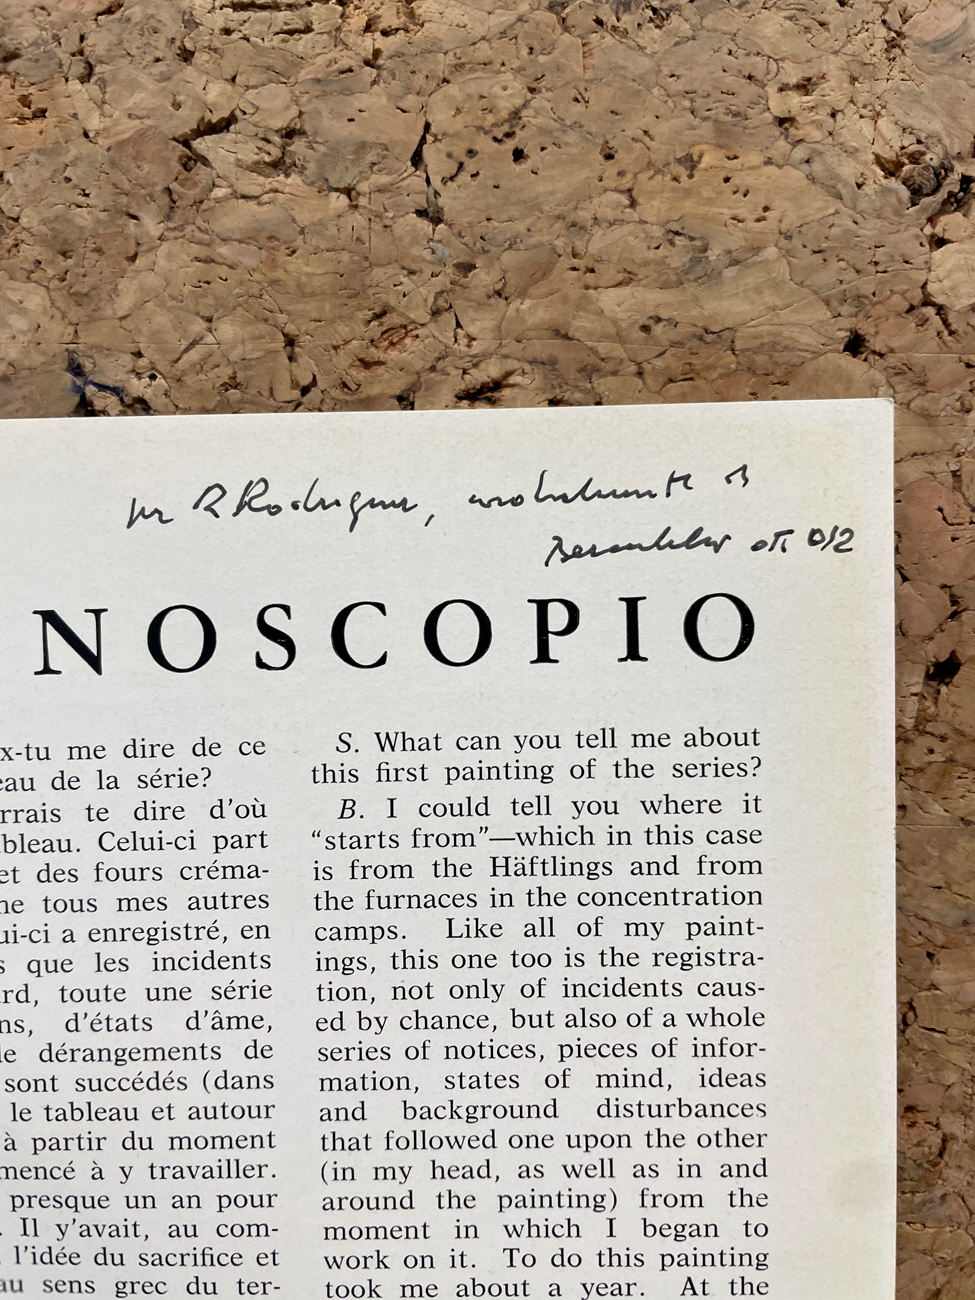 R Rodriguez,
NOSCOPIO
x-tu me dire de ce
eau de la série?
rrais te dire d'où
ableau. Celui-ci part
et des fours créma-
ne tous mes autres
ui-ci a enregistré, en
s que les incidents
ard, toute une série
ns, d'états d'âme,
le dérangements de
sont succédés (dans
le tableau et autour
à partir du moment
mencé à y travailler.
presque un an pour
. Il y'avait, au com-
l'idée du sacrifice et
au sens grec du ter-
S. What can you tell me about
this first painting of the series?
B. I could tell you where it
“starts from”—which in this case
is from the Häftlings and from
the furnaces in the concentration
camps. Like all of my paint-
ings, this one too is the registra-
tion, not only of incidents caus-
ed by chance, but also of a whole
series of notices, pieces of infor-
mation, states of mind, ideas
and background disturbances
that followed one upon the other
(in my head, as well as in and
around the painting) from the
moment in which I began to
work on it. To do this painting
took me about a year. At the